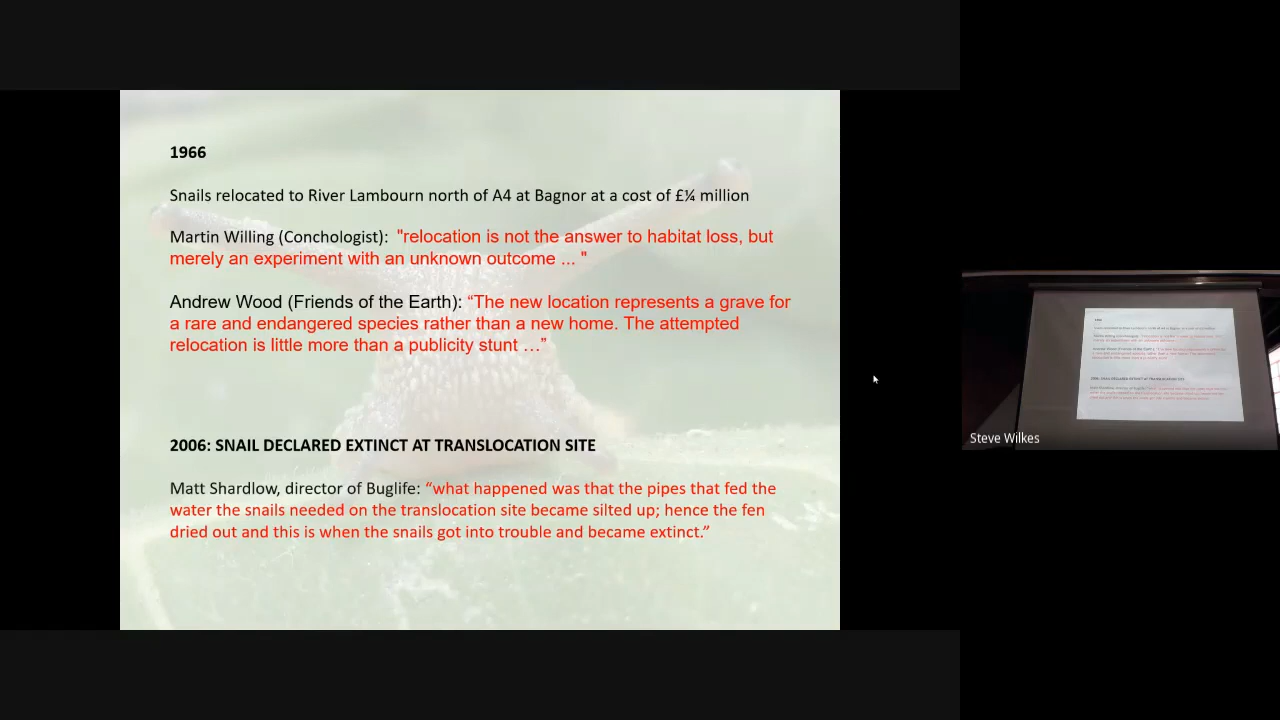 1966
Snails relocated to River Lambourn north of A4 at Bagnor at a cost of £¼ million
Martin Willing (Conchologist): "relocation is not the answer to habitat loss, but
merely an experiment with an unknown outcome ... "
Andrew Wood (Friends of the Earth): “The new location represents a grave for
a rare and endangered species rather than a new home. The attempted
relocation is little more than a publicity stunt …”
2006: SNAIL DECLARED EXTINCT AT TRANSLOCATION SITE
Matt Shardlow, director of Buglife: “what happened was that the pipes that fed the
water the snails needed on the translocation site became silted up; hence the fen
dried out and this is when the snails got into trouble and became extinct.”
Steve Wilkes